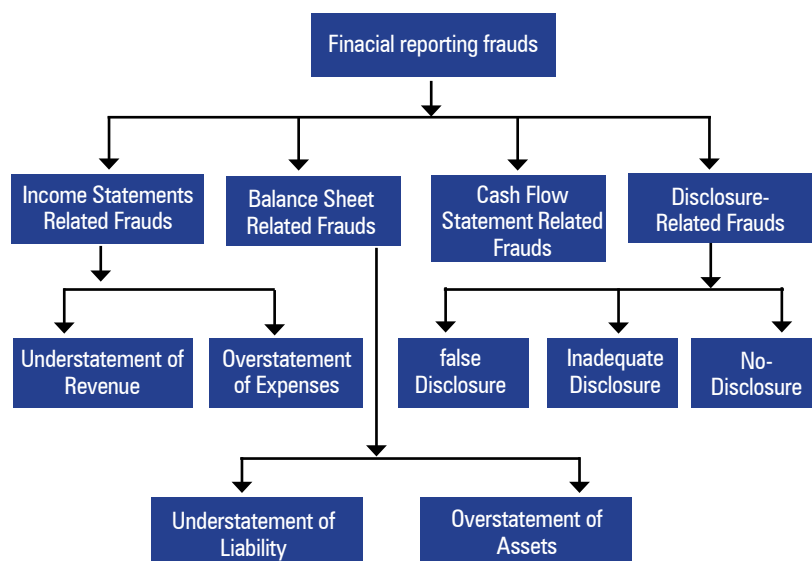 Finacial reporting frauds
Income Statements
Related Frauds
Balance Sheet
Related Frauds
Cash Flow
Statement Related
Frauds
Disclosure-
Related Frauds
Understatement of
Revenue
Overstatement
of Expenses
false
Disclosure
Inadequate
Disclosure
No-
Disclosure
Understatement of
Liability
Overstatement of
Assets